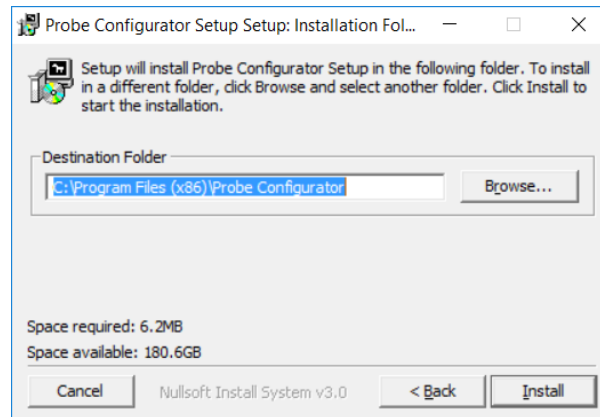 Probe Configurator Setup Setup: Installation Fol...
Setup will install Probe Configurator Setup in the following folder. To install
in a different folder, click Browse and select another folder. Click Install to
start the installation.
Destination Folder
C:\Program Files (x86)\Probe Configurator
Browse...
Space required: 6.2MB
Space available: 180.6GB
Cancel
Nullsoft Install System v3.0
< Back
Install